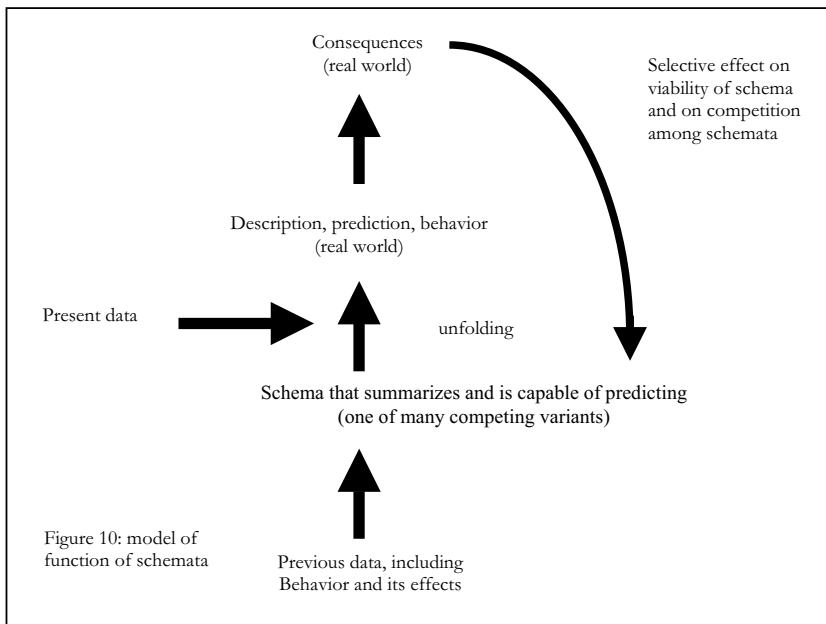 Consequences
(real world)
Selective effect on
viability of schema
and on competition
among schemata
Description, prediction, behavior
(real world)
Present data
unfolding
Schema that summarizes and is capable of predicting
(one of many competing variants)
Figure 10: model of
function of schemata
Previous data, including
Behavior and its effects